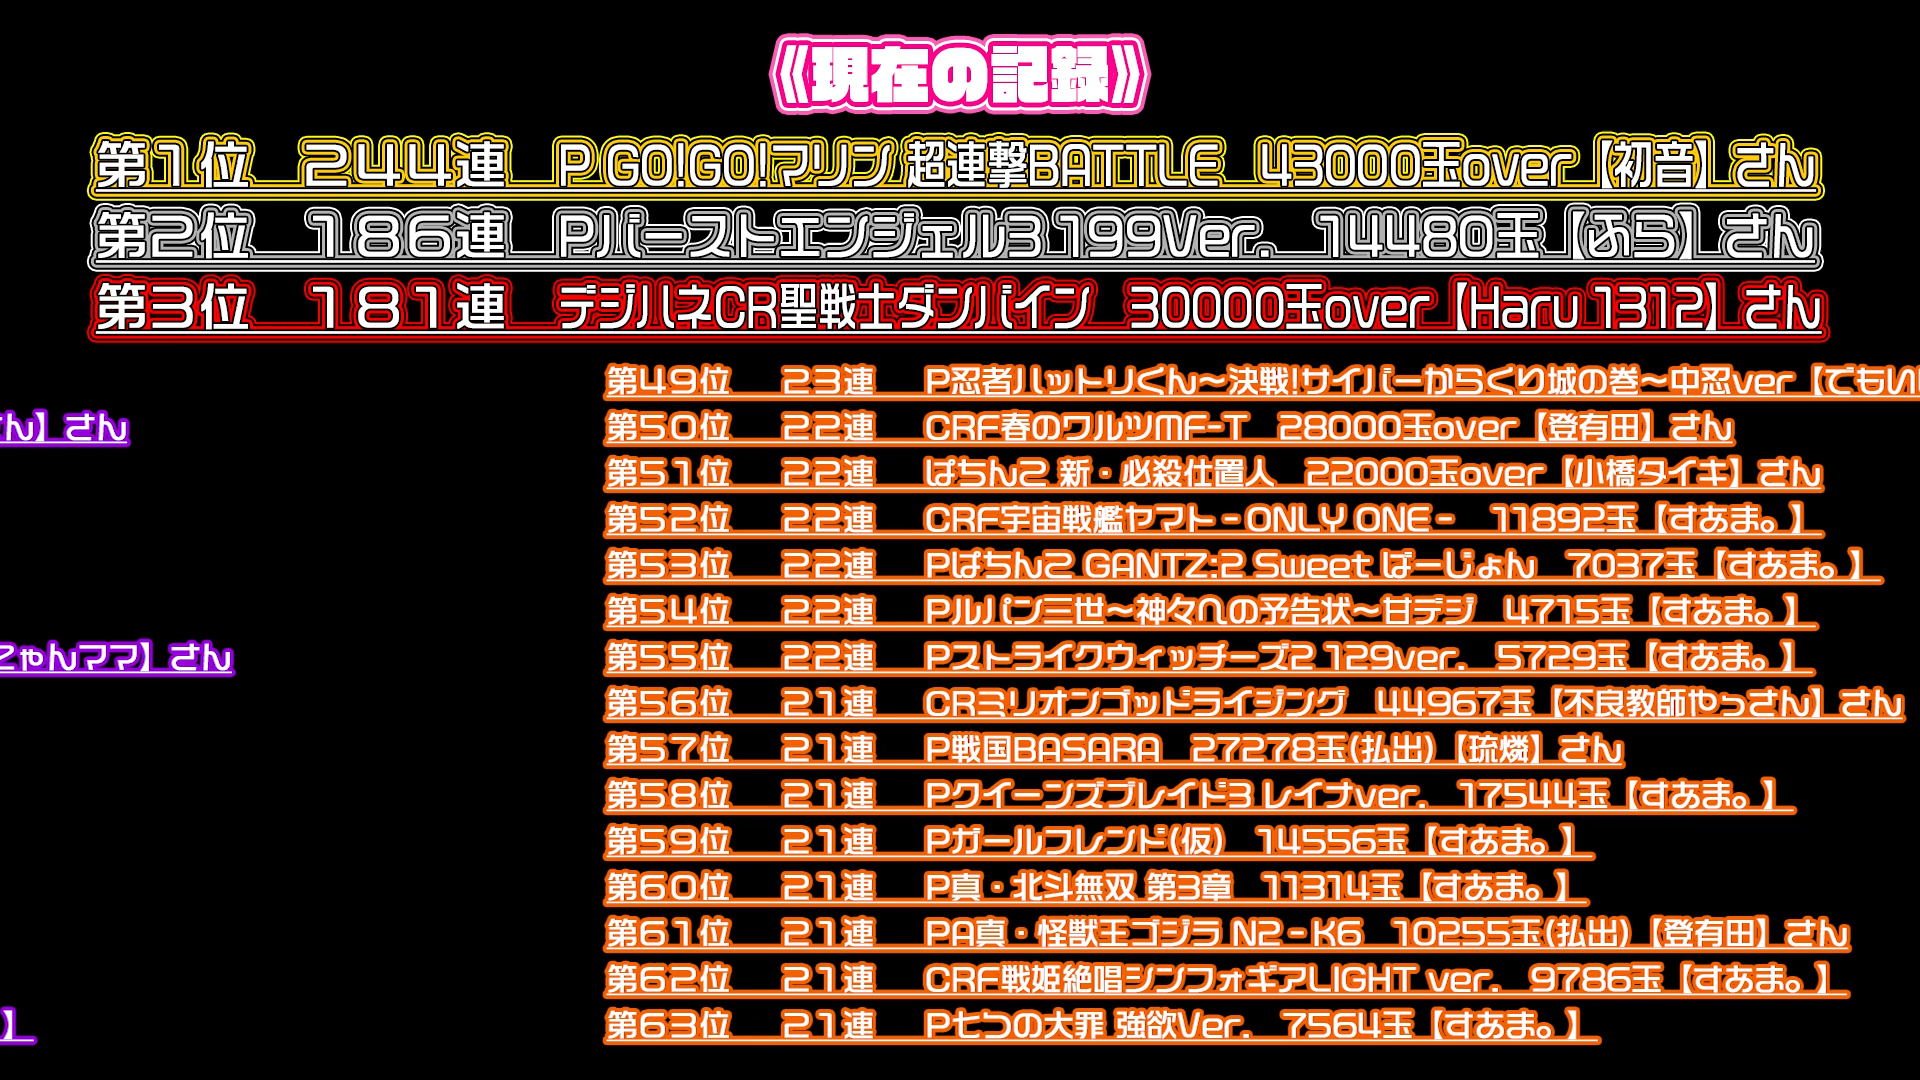 《現在の記録》
第1位 244連 P GO!GO!マリン 超連撃BATTLE 43000玉over【初音】さん
第2位 186連 Pバーストエンジェル3 199Ver. 14480玉【ふら】さん
第3位 181連 デジハネCR聖戦士ダンバイン 30000玉over【Haru 1312】さん
第49位 23連 P忍者ハットリくん～決戦!サイバーからくり城の巻～中忍ver【でもい
さん】さん
第50位 22連 CRF春のワルツMF-T 28000玉over【登有田】さん
第51位 22連 ぱちんこ 新・必殺仕置人 22000玉over【小橋タイキ】さん
第52位 22連 CRF宇宙戦艦ヤマト－ONLY ONE－ 11892玉【すあま。】
第53位 22連 Pぱちんこ GANTZ:2 Sweet ばーじょん 7037玉【すあま。】
第54位 22連 Pルパン三世～神々への予告状～甘デジ 4715玉【すあま。】
にゃんママ】さん
第55位 22連 Pストライクウィッチーズ2 129ver. 5729玉【すあま。】
第56位 21連 CRミリオンゴッドライジング 44967玉【不良教師やっさん】さん
第57位 21連 P戦国BASARA 27278玉(払出)【琉燐】さん
第58位 21連 Pクイーンズブレイド3 レイナver. 17544玉【すあま。】
第59位 21連 Pガールフレンド(仮) 14556玉【すあま。】
第60位 21連 P真・北斗無双 第3章 11314玉【すあま。】
第61位 21連 PA真・怪獣王ゴジラ N2－K6 10255玉(払出)【登有田】さん
第62位 21連 CRF戦姫絶唱シンフォギアLIGHT ver. 9786玉【すあま。】
第63位 21連 P七つの大罪 強欲Ver. 7564玉【すあま。】
】